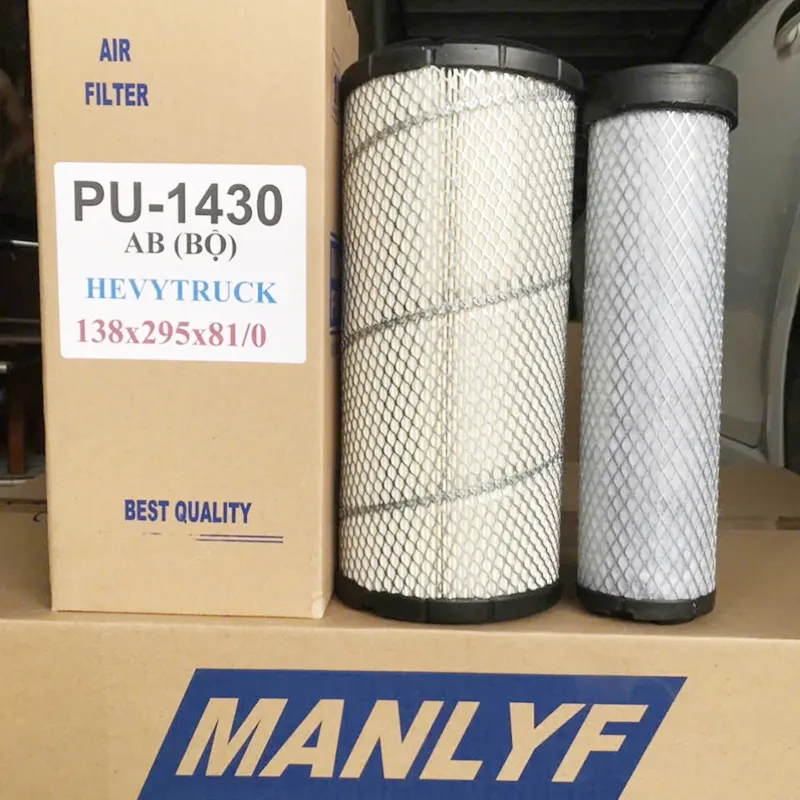 AIR
FILTER
PU-1430
AB (BỘ)
HEVYTRUCK
138x295x81/0
BEST QUALITY
MANLYF